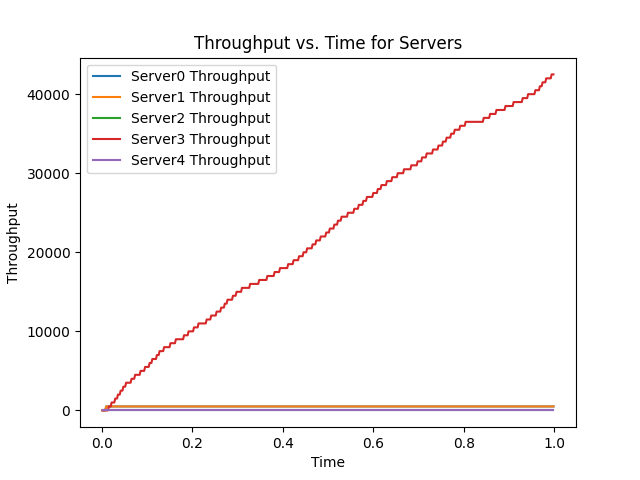 Throughput vs. Time for Servers
Server0 Throughput
Server1 Throughput
Server2 Throughput
Server3 Throughput
Server4 Throughput
Throughput
40000
30000
20000
10000
0
0.0
0.2
0.4
0.6
0.8
1.0
Time